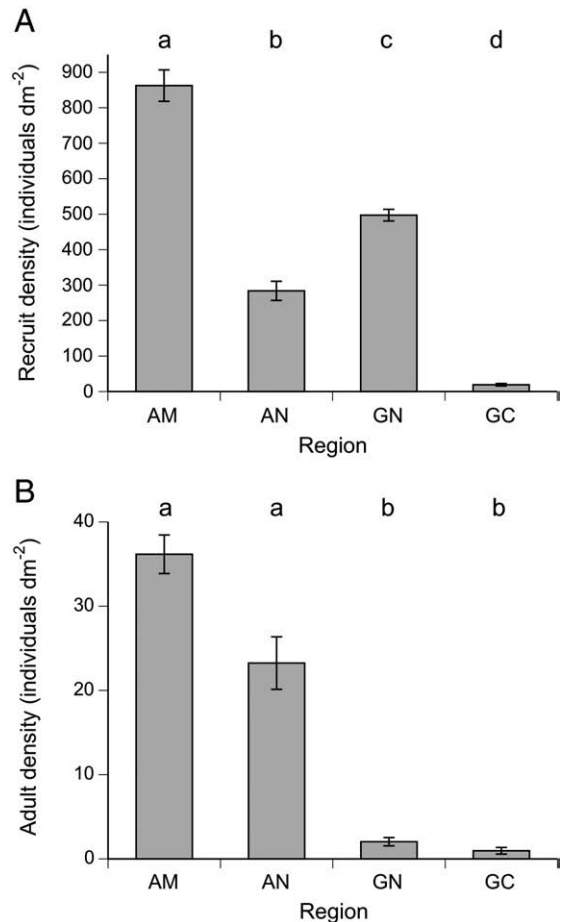 A
a b c d
Recruit density (individuals dm⁻²)
900
800
700
600
500
400
300
200
100
0
AM AN GN GC
Region
B
a a b b
Adult density (individuals dm⁻²)
40
30
20
10
0
AM AN GN GC
Region